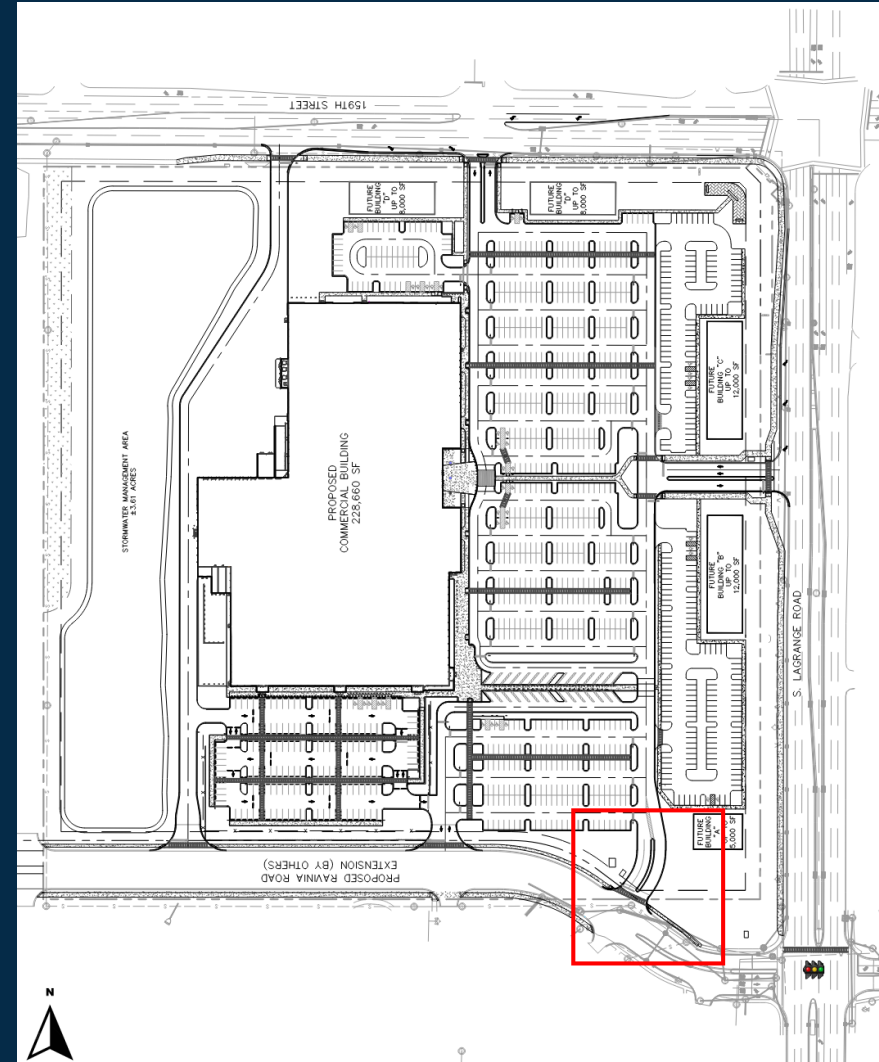 159TH STREET
FUTURE
BUILDING "D"
UP TO
8,000 SF
FUTURE
BUILDING "D"
UP TO
8,000 SF
FUTURE
BUILDING "C"
UP TO
12,000 SF
STORMWATER MANAGEMENT AREA
±3.61 ACRES
PROPOSED
COMMERCIAL BUILDING
228,660 SF
FUTURE
BUILDING "B"
UP TO
12,000 SF
S. LAGRANGE ROAD
FUTURE
BUILDING
"A"
UP TO
5,000 SF
PROPOSED RAVINIA ROAD
EXTENSION (BY OTHERS)
N